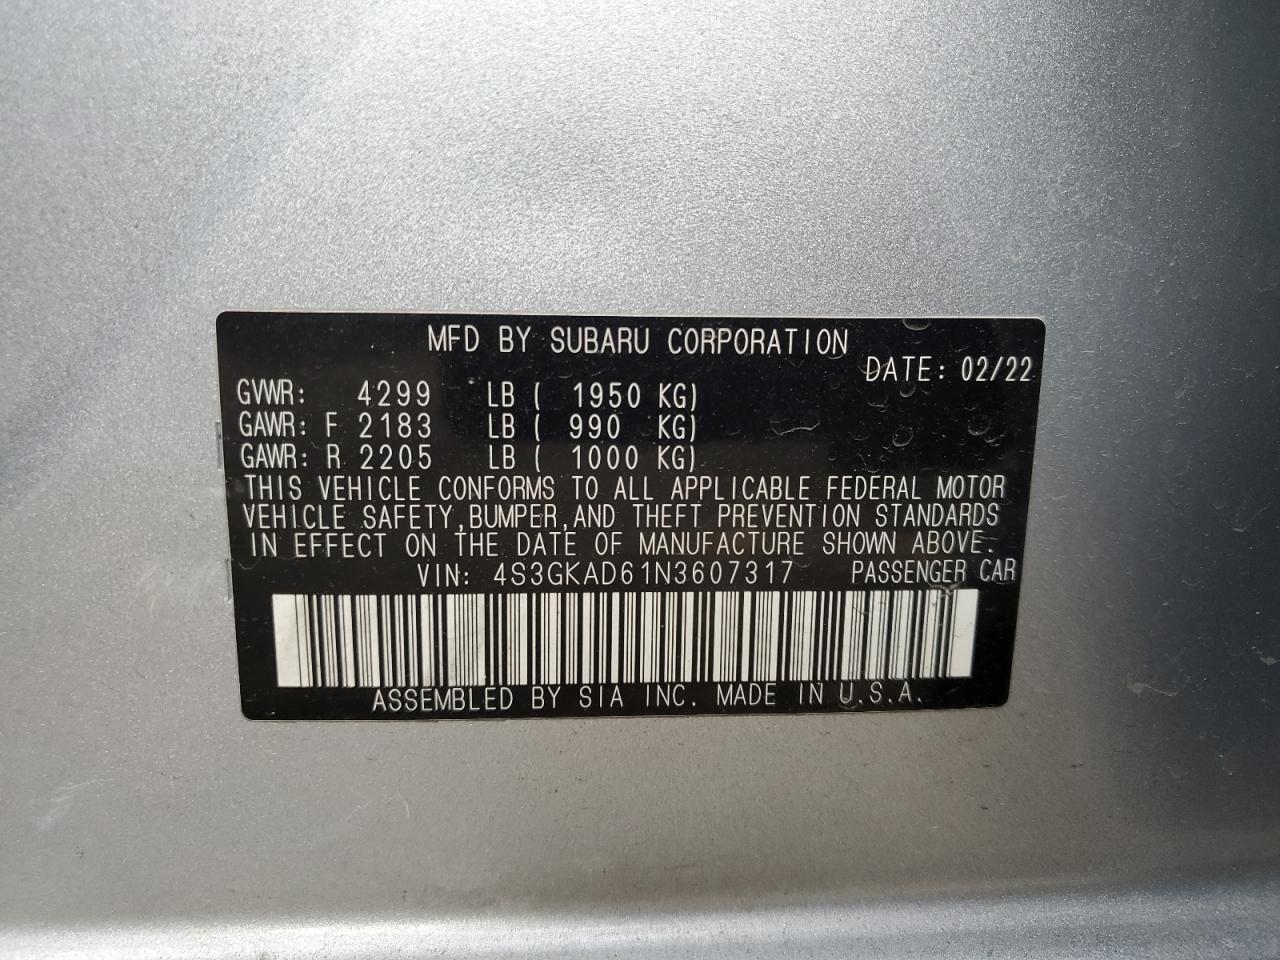 MFD BY SUBARU CORPORATION
DATE: 02/22
GVWR: 4299 LB ( 1950 KG)
GAWR: F 2183 LB ( 990 KG)
GAWR: R 2205 LB ( 1000 KG)
THIS VEHICLE CONFORMS TO ALL APPLICABLE FEDERAL MOTOR
VEHICLE SAFETY,BUMPER,AND THEFT PREVENTION STANDARDS
IN EFFECT ON THE DATE OF MANUFACTURE SHOWN ABOVE.
VIN: 4S3GKAD61N3607317 PASSENGER CAR
ASSEMBLED BY SIA INC. MADE IN U.S.A.